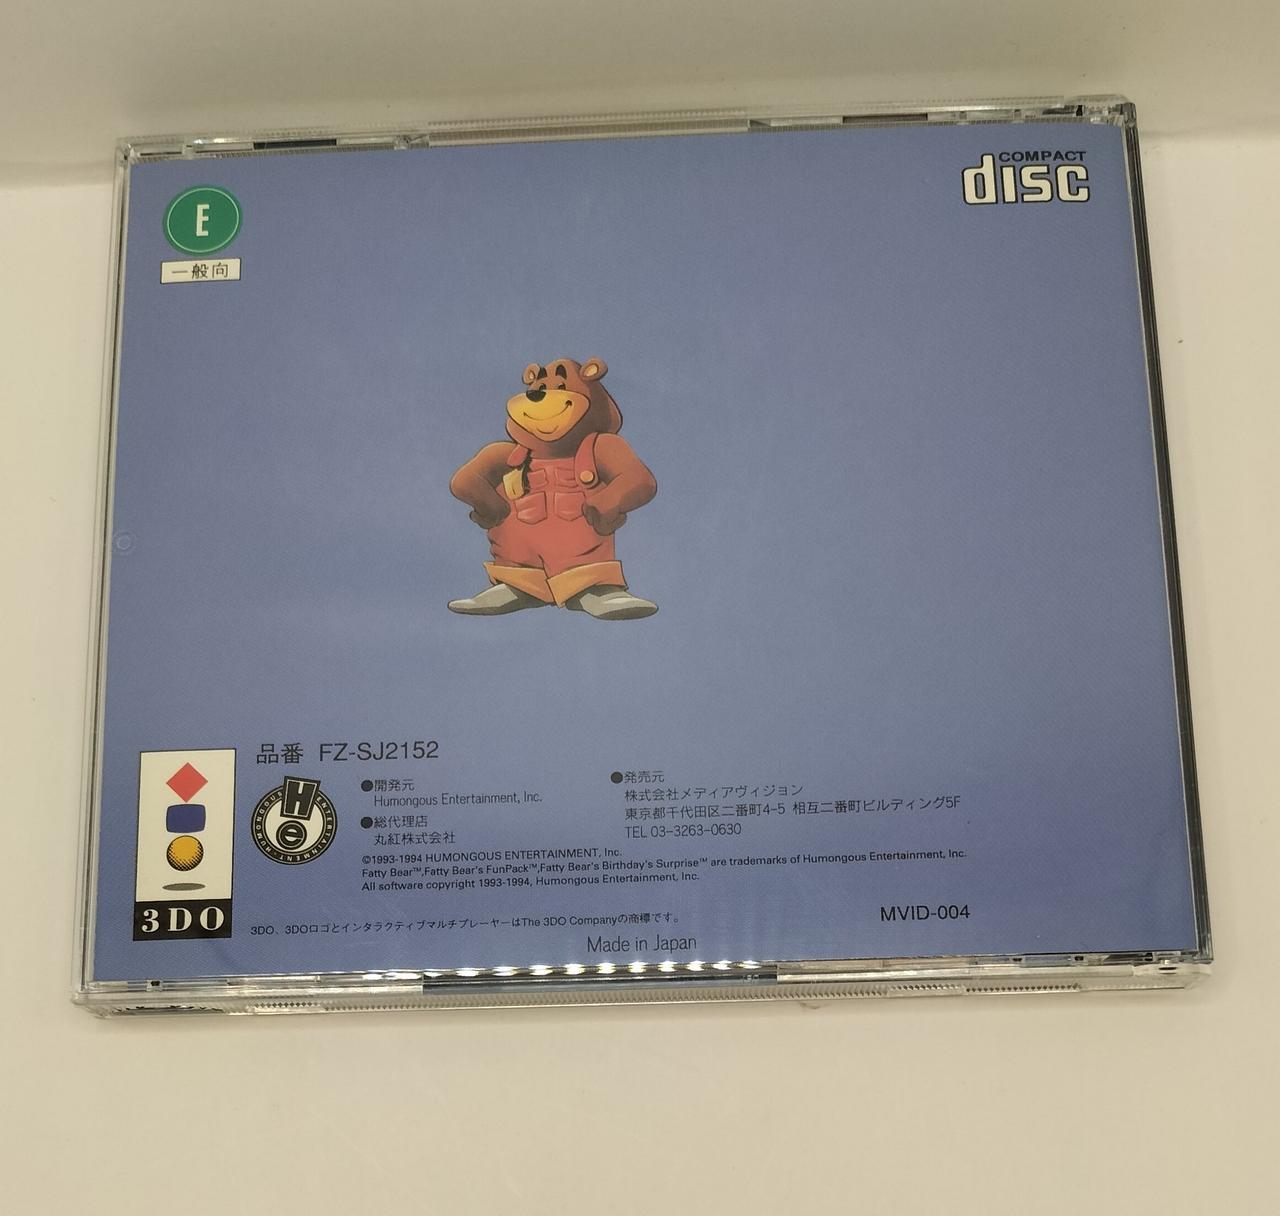 COMPACT
disc
E
一般向
品番 FZ-SJ2152
●開発元
Humongous Entertainment, Inc.
●総代理店
丸紅株式会社
●発売元
株式会社メディアヴィジョン
東京都千代田区二番町4-5 相互二番町ビルディング5F
TEL 03-3263-0630
He
HUMONGOUS ENTERTAINMENT
©1993-1994 HUMONGOUS ENTERTAINMENT, Inc.
Fatty Bear™,Fatty Bear's FunPack™,Fatty Bear's Birthday's Surprise™ are trademarks of Humongous Entertainment, Inc.
All software copyright 1993-1994, Humongous Entertainment, Inc.
3DO
3DO、3DOロゴとインタラクティブマルチプレーヤーはThe 3DO Companyの商標です。
MVID-004
Made in Japan